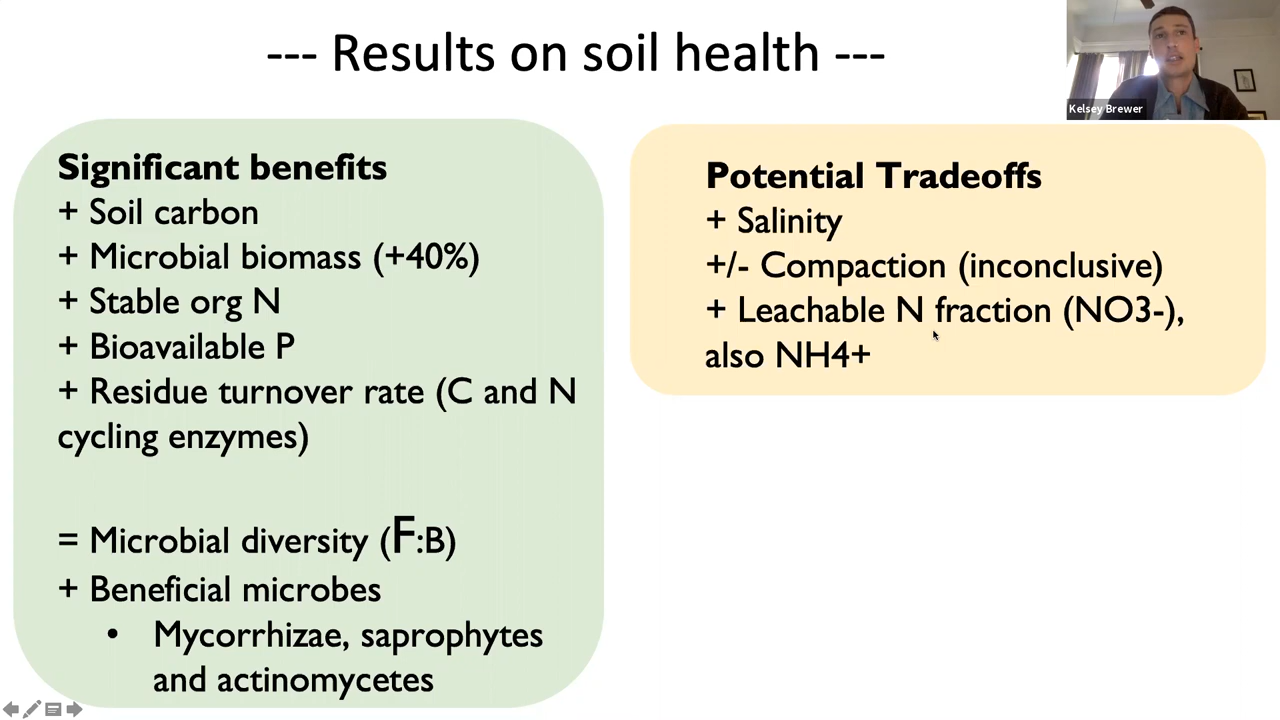 --- Results on soil health ---
Kelsey Brewer
Significant benefits
+ Soil carbon
+ Microbial biomass (+40%)
+ Stable org N
+ Bioavailable P
+ Residue turnover rate (C and N
cycling enzymes)
= Microbial diversity (F:B)
+ Beneficial microbes
• Mycorrhizae, saprophytes
and actinomycetes
Potential Tradeoffs
+ Salinity
+/- Compaction (inconclusive)
+ Leachable N fraction (NO3-),
also NH4+